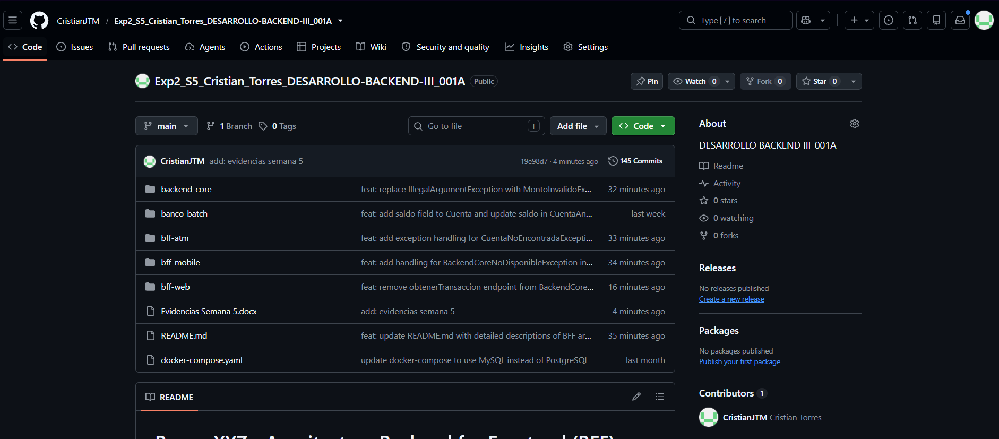 CristianJTM / Exp2_S5_Cristian_Torres_DESARROLLO-BACKEND-III_001A
Type / to search
Code Issues Pull requests Agents Actions Projects Wiki Security and quality Insights Settings
Exp2_S5_Cristian_Torres_DESARROLLO-BACKEND-III_001A Public
Pin Watch 0 Fork 0 Star 0
main 1 Branch 0 Tags Go to file T Add file Code
CristianJTM add: evidencias semana 5 19e98d7 · 4 minutes ago 145 Commits
backend-core feat: replace IllegalArgumentException with MontoInvalidoEx... 32 minutes ago
banco-batch feat: add saldo field to Cuenta and update saldo in CuentaAn... last week
bff-atm feat: add exception handling for CuentaNoEncontradaExcepti... 33 minutes ago
bff-mobile feat: add handling for BackendCoreNoDisponibleException in... 34 minutes ago
bff-web feat: remove obtenerTransaccion endpoint from BackendCore... 16 minutes ago
Evidencias Semana 5.docx add: evidencias semana 5 4 minutes ago
README.md feat: update README.md with detailed descriptions of BFF ar... 35 minutes ago
docker-compose.yaml update docker-compose to use MySQL instead of PostgreSQL last month
README
About
DESARROLLO BACKEND III_001A
Readme
Activity
0 stars
0 watching
0 forks
Releases
No releases published
Create a new release
Packages
No packages published
Publish your first package
Contributors 1
CristianJTM Cristian Torres